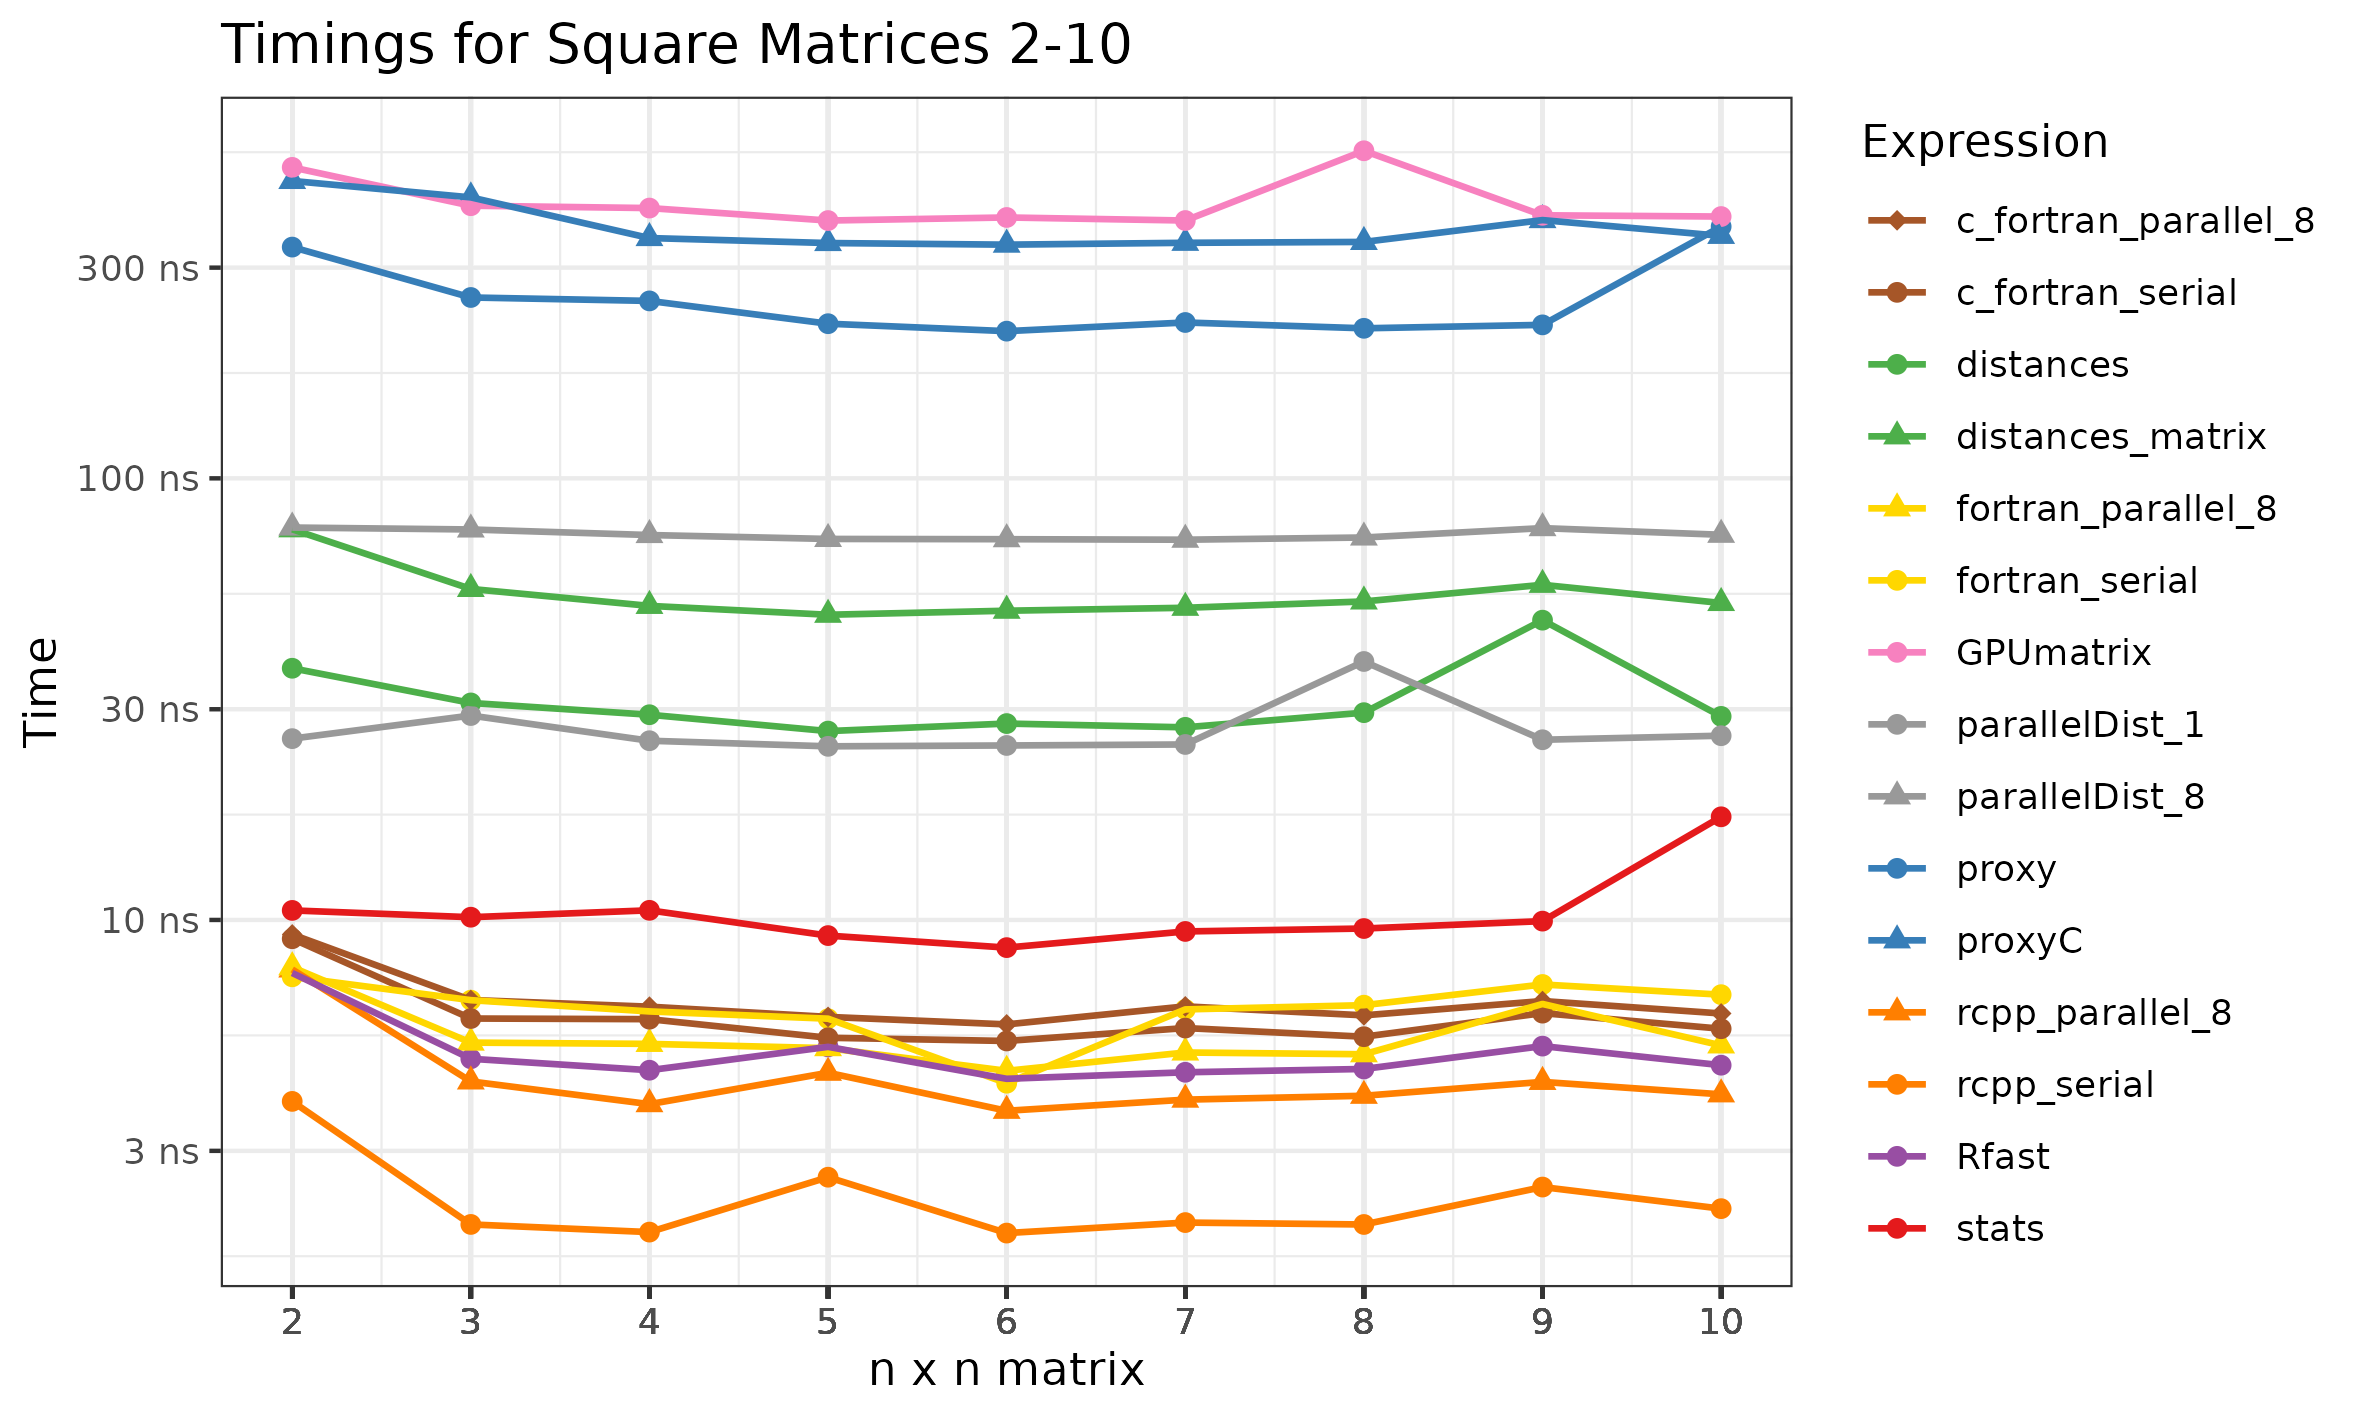 Timings for Square Matrices 2-10
Time
300 ns
100 ns
30 ns
10 ns
3 ns
2 3 4 5 6 7 8 9 10
n x n matrix
Expression
c_fortran_parallel_8
c_fortran_serial
distances
distances_matrix
fortran_parallel_8
fortran_serial
GPUmatrix
parallelDist_1
parallelDist_8
proxy
proxyC
rcpp_parallel_8
rcpp_serial
Rfast
stats